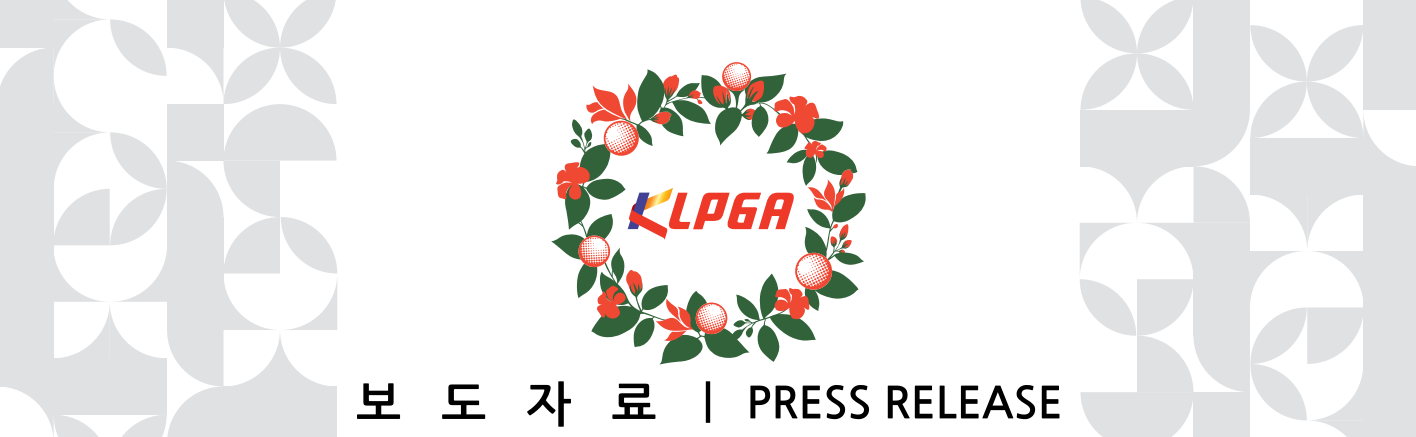 KLPGA
보 도 자 료 | PRESS RELEASE